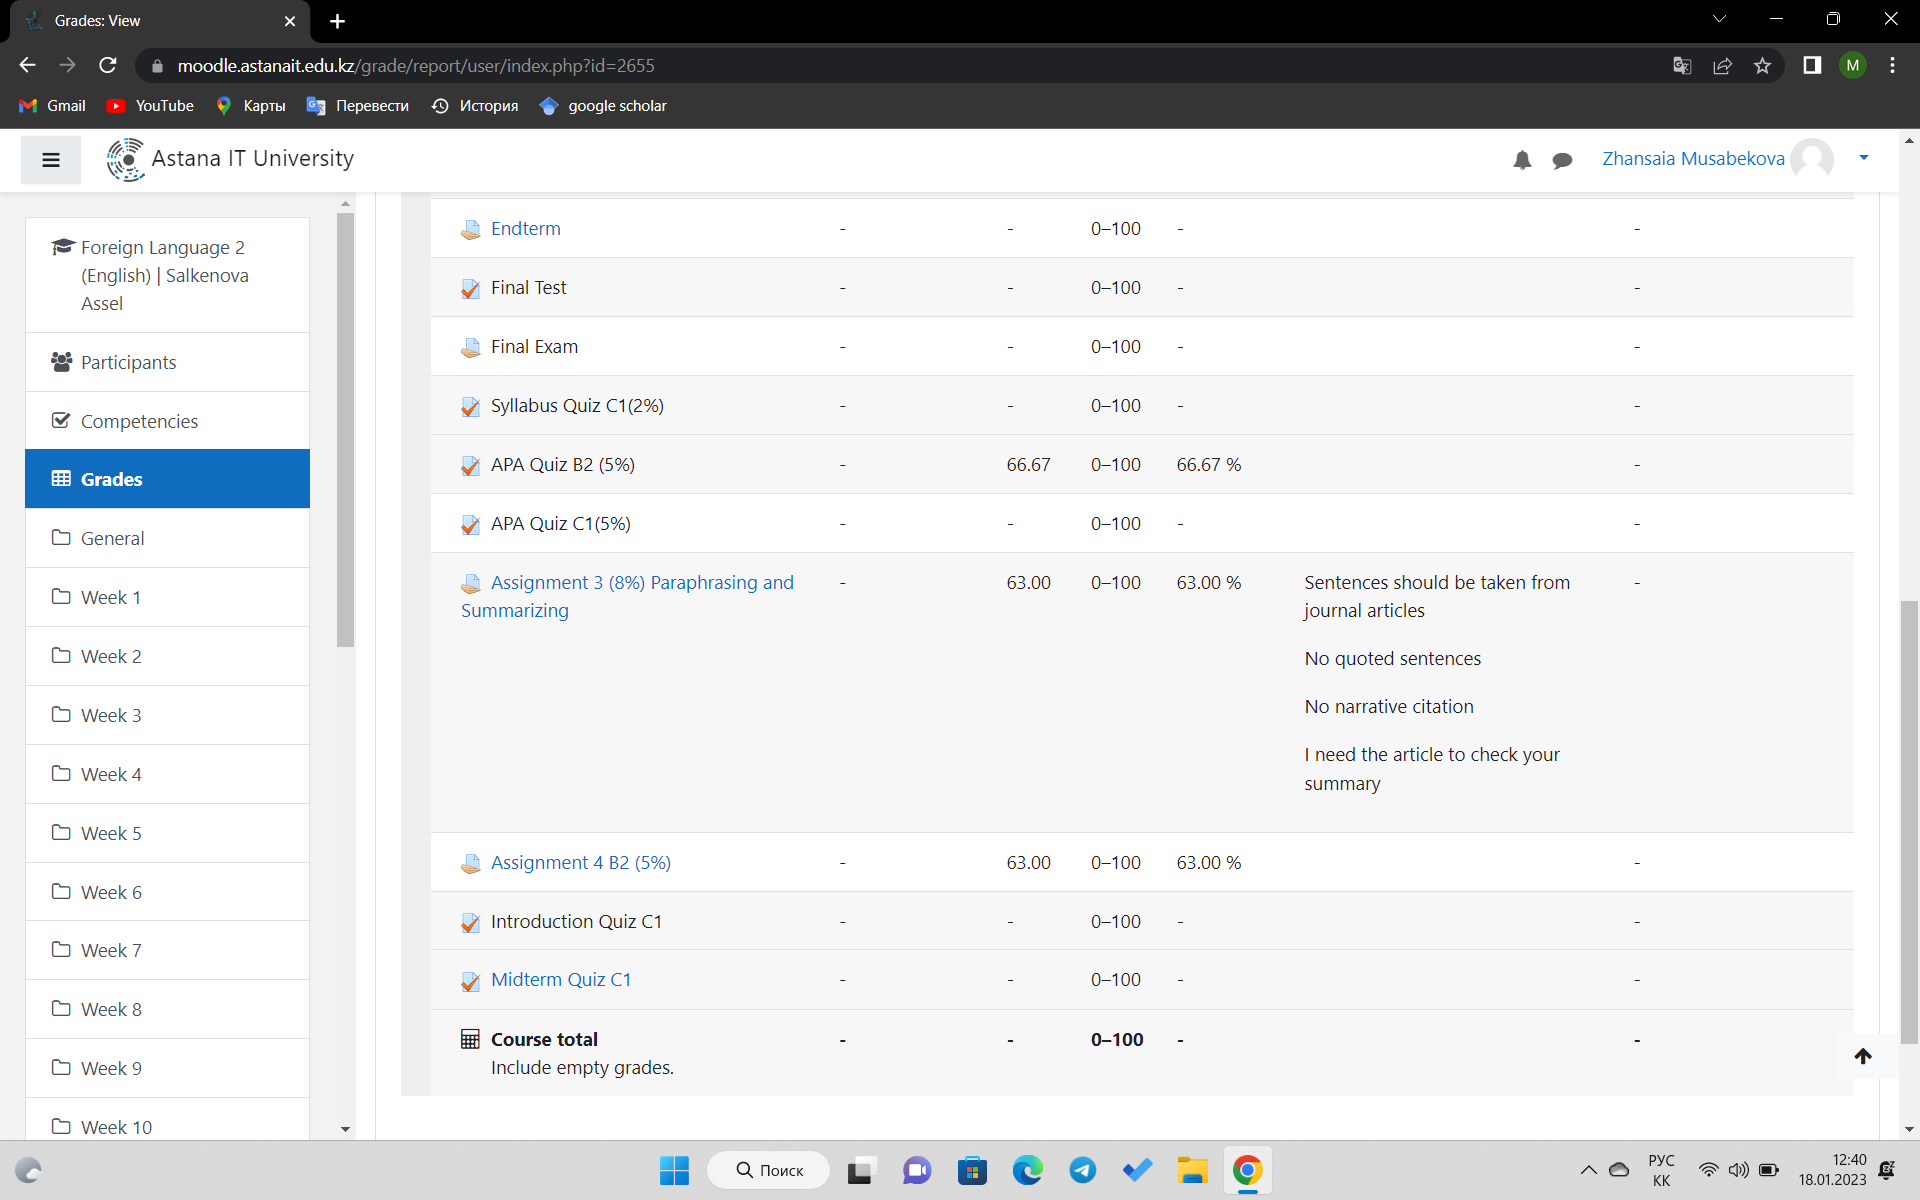 Grades: View
moodle.astanait.edu.kz/grade/report/user/index.php?id=2655
M
Gmail YouTube Карты Перевести История google scholar
Astana IT University
Zhansaia Musabekova
Foreign Language 2
(English) | Salkenova
Assel
Participants
Competencies
Grades
General
Week 1
Week 2
Week 3
Week 4
Week 5
Week 6
Week 7
Week 8
Week 9
Week 10
Endterm - - 0–100 - -
Final Test - - 0–100 - -
Final Exam - - 0–100 - -
Syllabus Quiz C1(2%) - - 0–100 - -
APA Quiz B2 (5%) - 66.67 0–100 66.67 % -
APA Quiz C1(5%) - - 0–100 - -
Assignment 3 (8%) Paraphrasing and - 63.00 0–100 63.00 % Sentences should be taken from -
Summarizing journal articles
No quoted sentences
No narrative citation
I need the article to check your
summary
Assignment 4 B2 (5%) - 63.00 0–100 63.00 % -
Introduction Quiz C1 - - 0–100 - -
Midterm Quiz C1 - - 0–100 - -
Course total - - 0–100 - -
Include empty grades.
Поиск
РУС
КК
12:40
18.01.2023